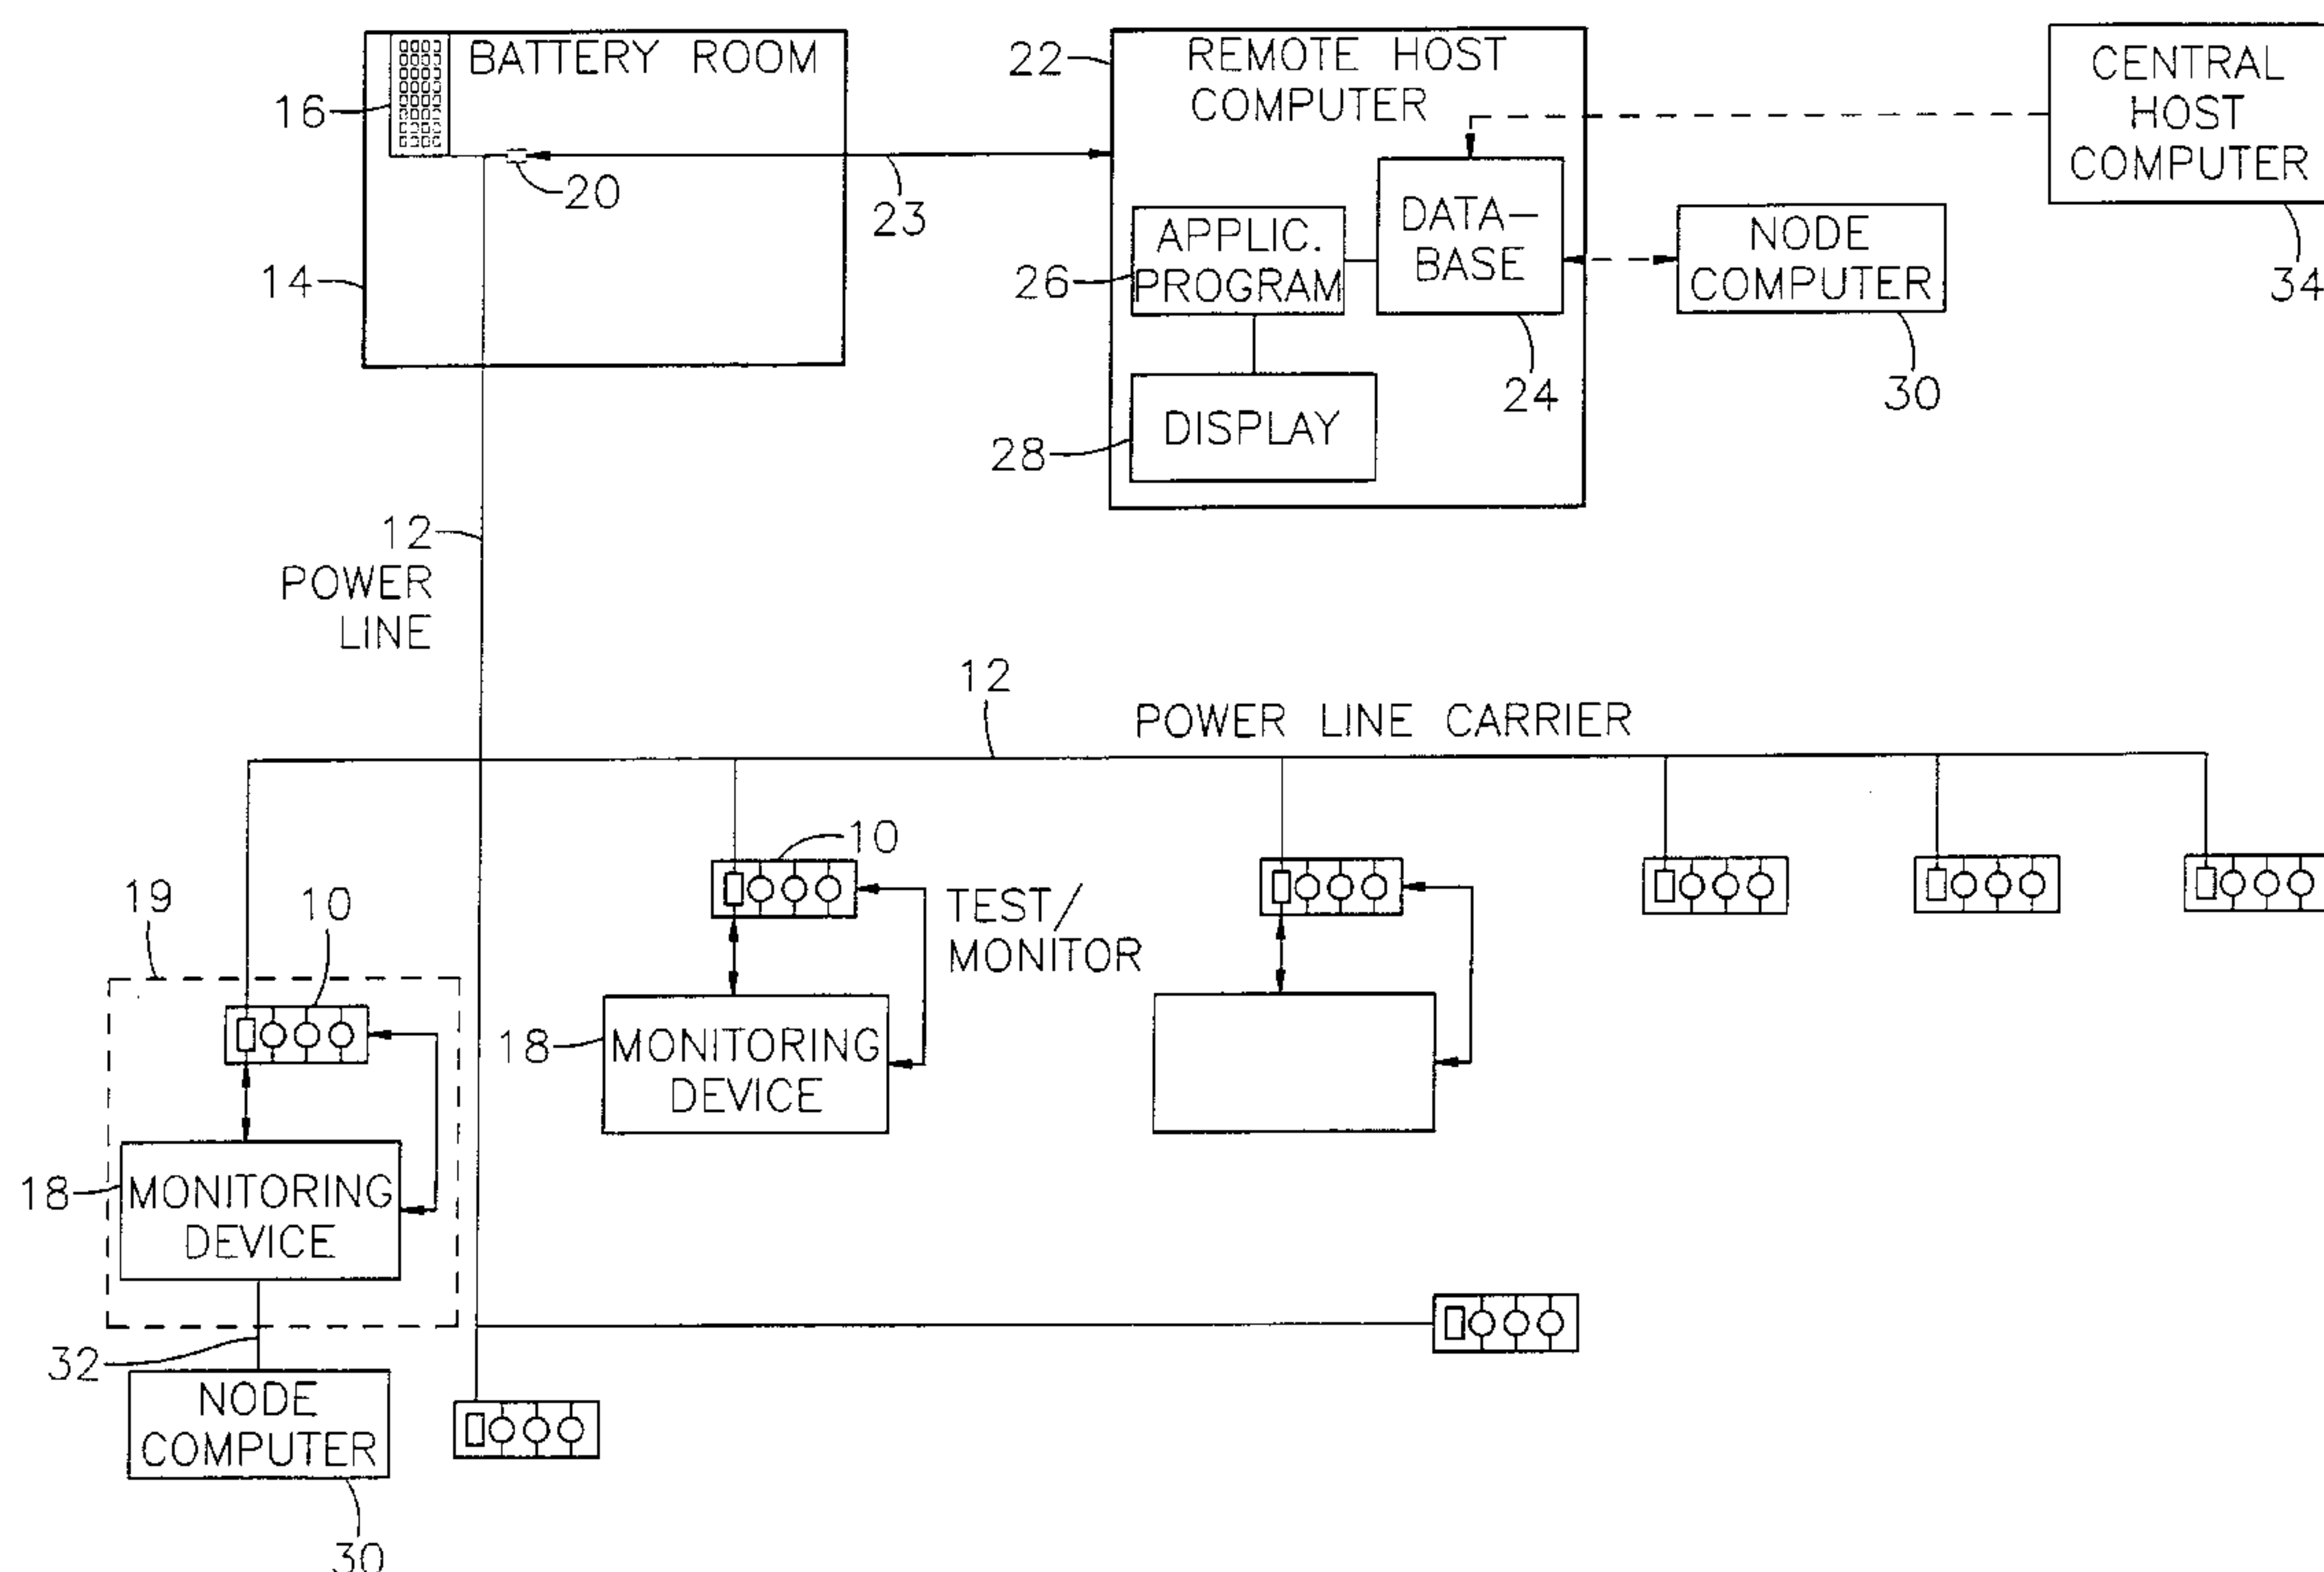 BATTERY ROOM
16
20
14
23
22
REMOTE HOST
COMPUTER
DATA-
BASE
APPLIC.
PROGRAM
26
24
DISPLAY
28
NODE
COMPUTER
30
CENTRAL
HOST
COMPUTER
34
12
POWER
LINE
12
POWER LINE CARRIER
10
TEST/
MONITOR
19
10
18
MONITORING
DEVICE
18
MONITORING
DEVICE
32
NODE
COMPUTER
30